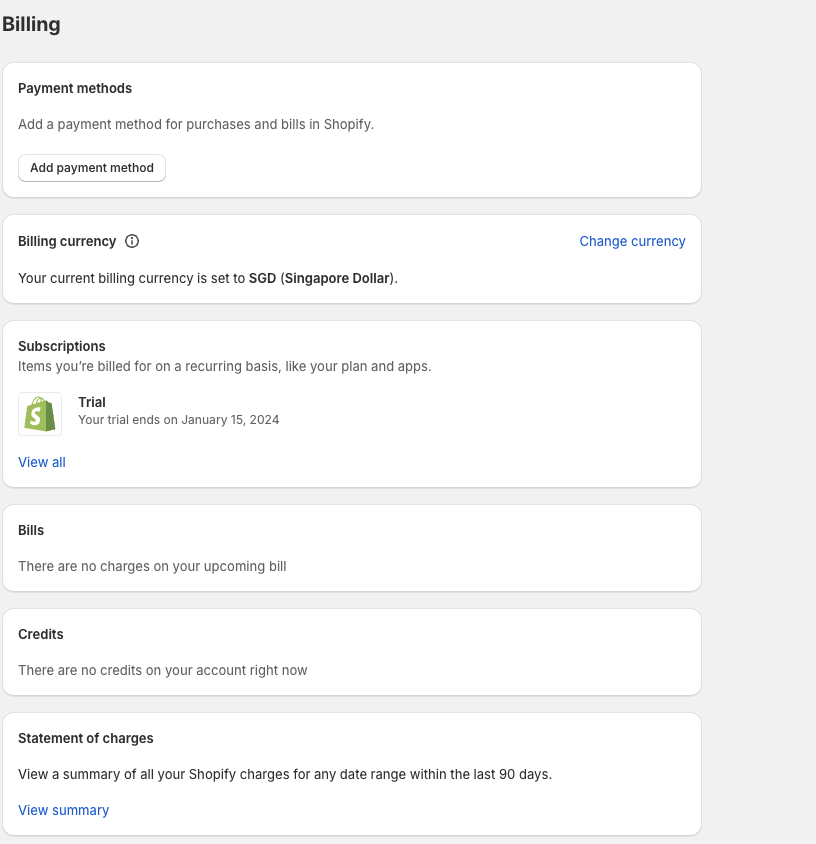 Billing
Payment methods
Add a payment method for purchases and bills in Shopify.
Add payment method
Billing currency
Change currency
Your current billing currency is set to SGD (Singapore Dollar).
Subscriptions
Items you’re billed for on a recurring basis, like your plan and apps.
Trial
Your trial ends on January 15, 2024
View all
Bills
There are no charges on your upcoming bill
Credits
There are no credits on your account right now
Statement of charges
View a summary of all your Shopify charges for any date range within the last 90 days.
View summary